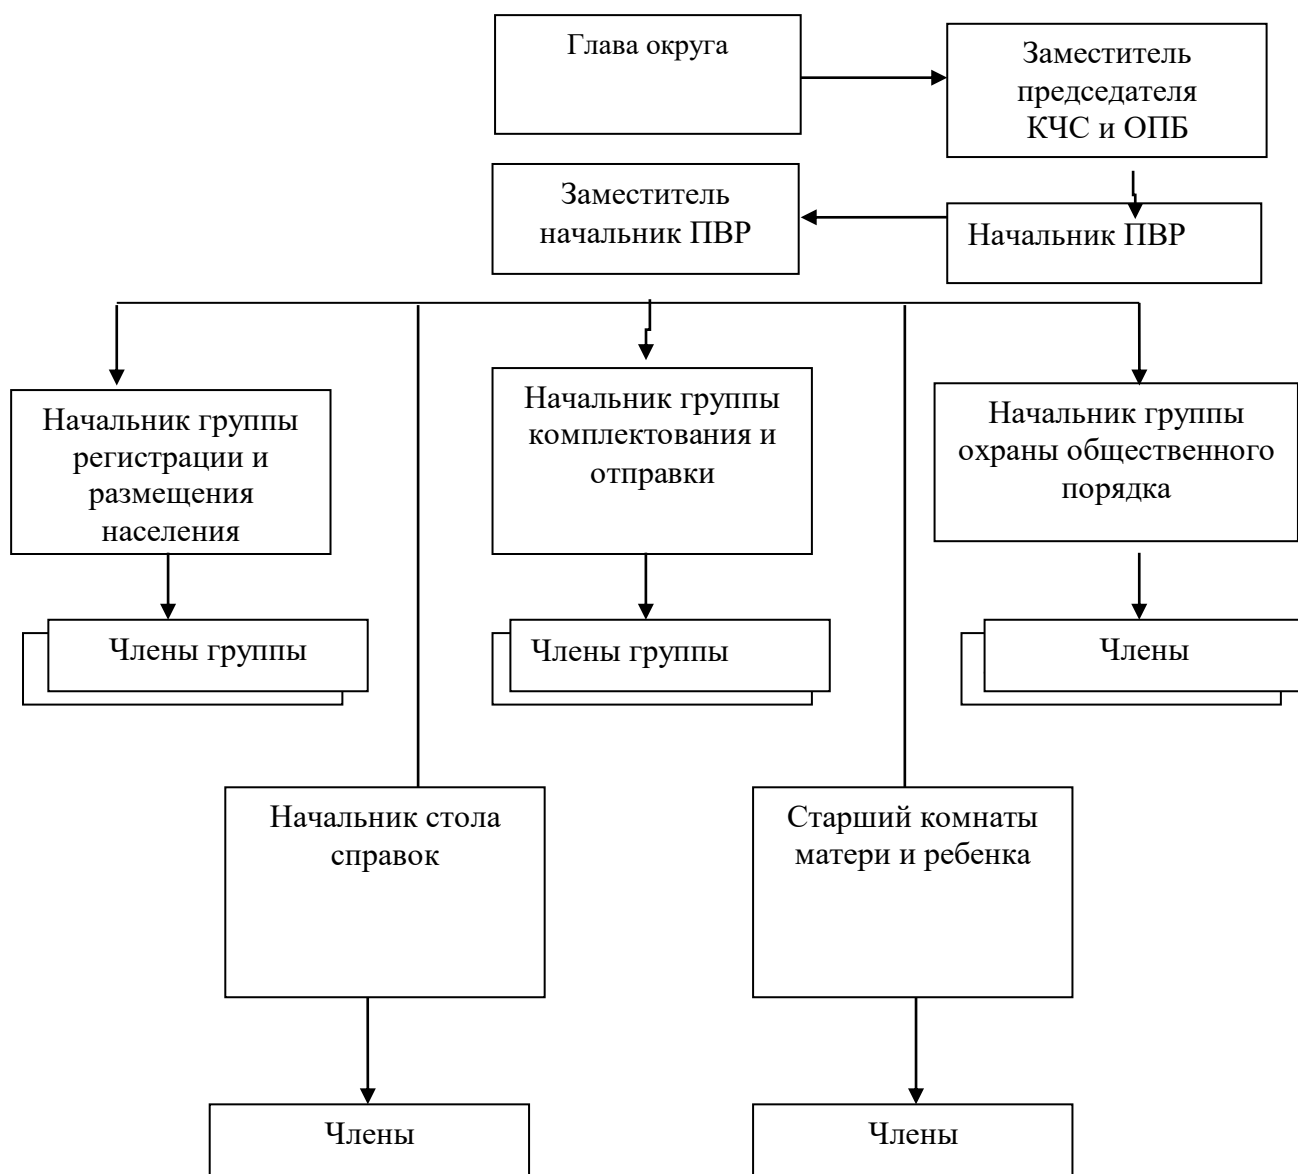 Глава округа
Заместитель
председателя
КЧС и ОПБ
Заместитель
начальник ПВР
Начальник ПВР
Начальник группы
регистрации и
размещения
населения
Начальник группы
комплектования и
отправки
Начальник группы
охраны общественного
порядка
Члены группы
Члены группы
Члены
Начальник стола
справок
Старший комнаты
матери и ребенка
Члены
Члены